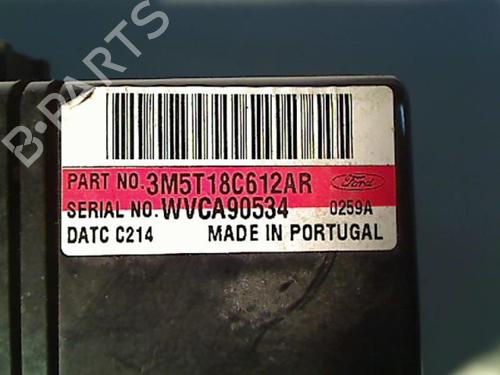 B-PARTS
PART NO. 3M5T18C612AR Ford
SERIAL NO. WVCA90534 0259A
DATC C214 MADE IN PORTUGAL